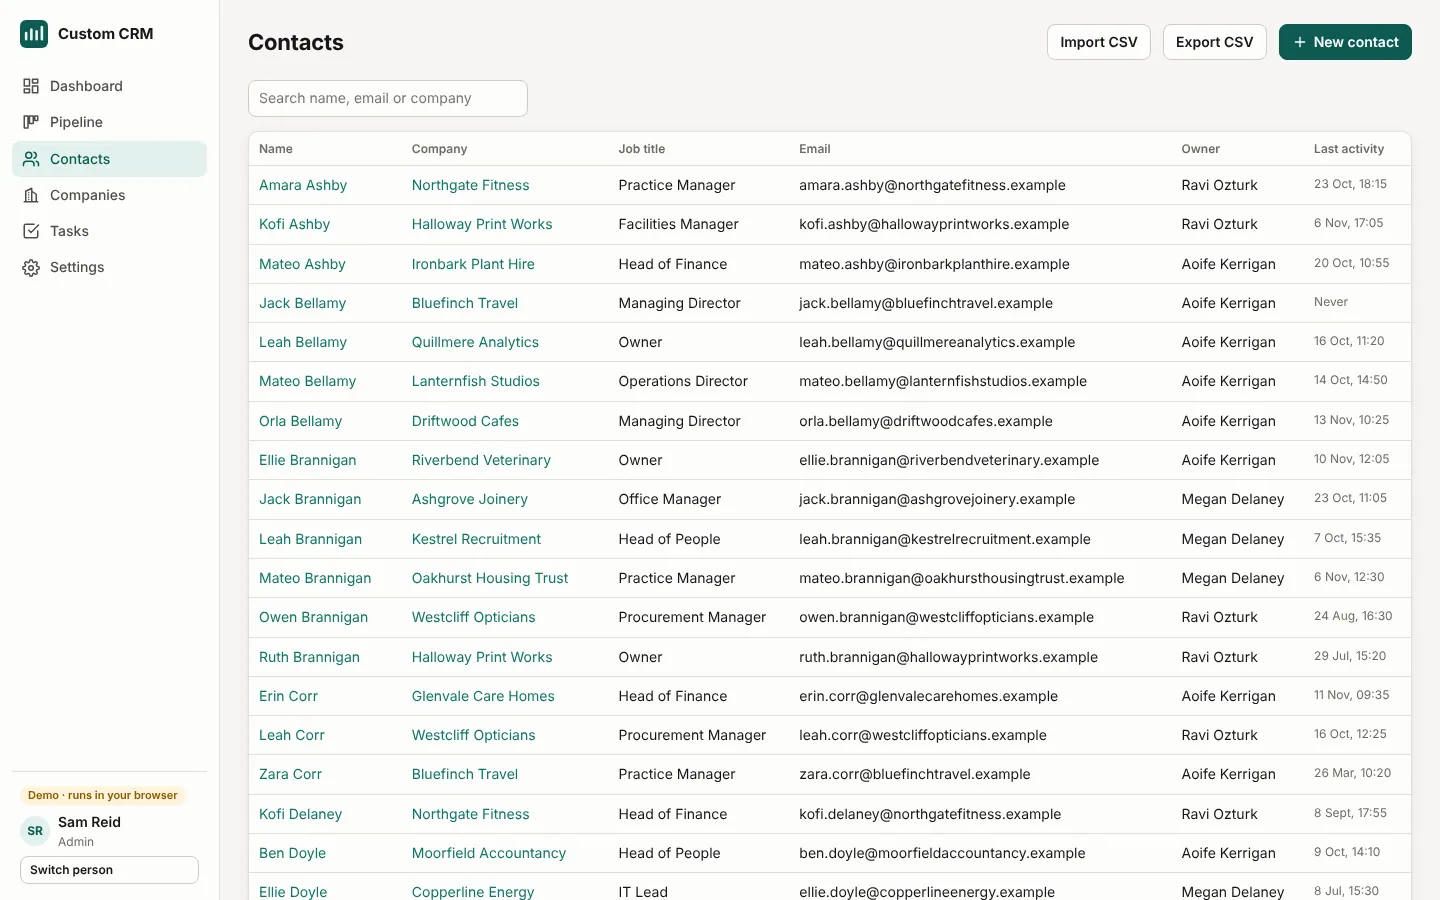 Custom CRM
Dashboard
Pipeline
Contacts
Companies
Tasks
Settings
Demo · runs in your browser
SR
Sam Reid
Admin
Switch person
Contacts
Import CSV
Export CSV
+ New contact
Search name, email or company
Name Company Job title Email Owner Last activity
Amara Ashby Northgate Fitness Practice Manager amara.ashby@northgatefitness.example Ravi Ozturk 23 Oct, 18:15
Kofi Ashby Halloway Print Works Facilities Manager kofi.ashby@hallowayprintworks.example Ravi Ozturk 6 Nov, 17:05
Mateo Ashby Ironbark Plant Hire Head of Finance mateo.ashby@ironbarkplanthire.example Aoife Kerrigan 20 Oct, 10:55
Jack Bellamy Bluefinch Travel Managing Director jack.bellamy@bluefinchtravel.example Aoife Kerrigan Never
Leah Bellamy Quillmere Analytics Owner leah.bellamy@quillmereanalytics.example Aoife Kerrigan 16 Oct, 11:20
Mateo Bellamy Lanternfish Studios Operations Director mateo.bellamy@lanternfishstudios.example Aoife Kerrigan 14 Oct, 14:50
Orla Bellamy Driftwood Cafes Managing Director orla.bellamy@driftwoodcafes.example Aoife Kerrigan 13 Nov, 10:25
Ellie Brannigan Riverbend Veterinary Owner ellie.brannigan@riverbendveterinary.example Aoife Kerrigan 10 Nov, 12:05
Jack Brannigan Ashgrove Joinery Office Manager jack.brannigan@ashgrovejoinery.example Megan Delaney 23 Oct, 11:05
Leah Brannigan Kestrel Recruitment Head of People leah.brannigan@kestrelrecruitment.example Megan Delaney 7 Oct, 15:35
Mateo Brannigan Oakhurst Housing Trust Practice Manager mateo.brannigan@oakhursthousingtrust.example Megan Delaney 6 Nov, 12:30
Owen Brannigan Westcliff Opticians Procurement Manager owen.brannigan@westcliffopticians.example Ravi Ozturk 24 Aug, 16:30
Ruth Brannigan Halloway Print Works Owner ruth.brannigan@hallowayprintworks.example Ravi Ozturk 29 Jul, 15:20
Erin Corr Glenvale Care Homes Head of Finance erin.corr@glenvalecarehomes.example Aoife Kerrigan 11 Nov, 09:35
Leah Corr Westcliff Opticians Procurement Manager leah.corr@westcliffopticians.example Ravi Ozturk 16 Oct, 12:25
Zara Corr Bluefinch Travel Practice Manager zara.corr@bluefinchtravel.example Aoife Kerrigan 26 Mar, 10:20
Kofi Delaney Northgate Fitness Head of Finance kofi.delaney@northgatefitness.example Ravi Ozturk 8 Sept, 17:55
Ben Doyle Moorfield Accountancy Head of People ben.doyle@moorfieldaccountancy.example Aoife Kerrigan 9 Oct, 14:10
Ellie Doyle Copperline Energy IT Lead ellie.doyle@copperlineenergy.example Megan Delaney 8 Jul, 15:30